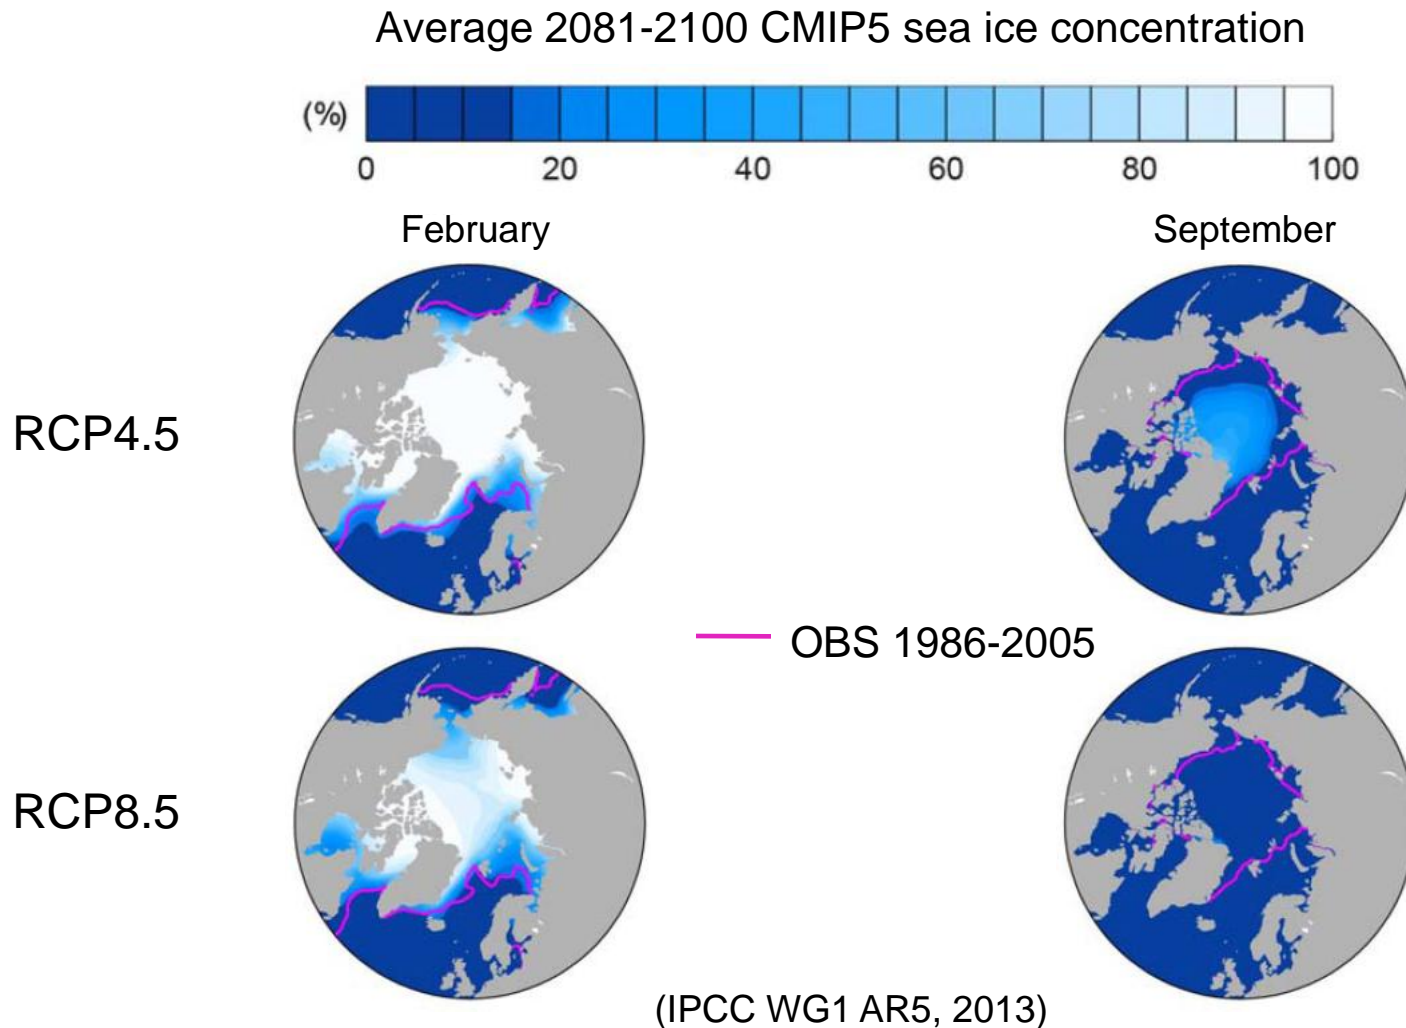 Average 2081-2100 CMIP5 sea ice concentration
(%)
0 20 40 60 80 100
February September
RCP4.5
OBS 1986-2005
RCP8.5
(IPCC WG1 AR5, 2013)